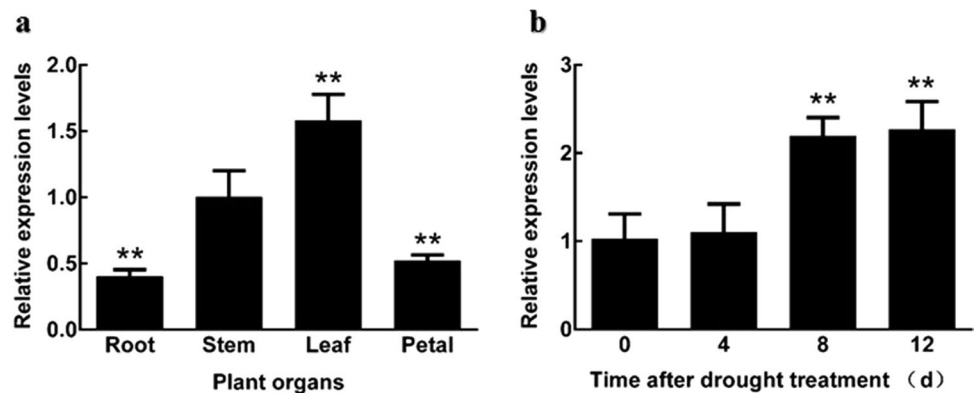 a
Relative expression levels
2.0
1.5
1.0
0.5
0.0
**
**
**
Root Stem Leaf Petal
Plant organs
b
Relative expression levels
3
2
1
0
**
**
0 4 8 12
Time after drought treatment （d）